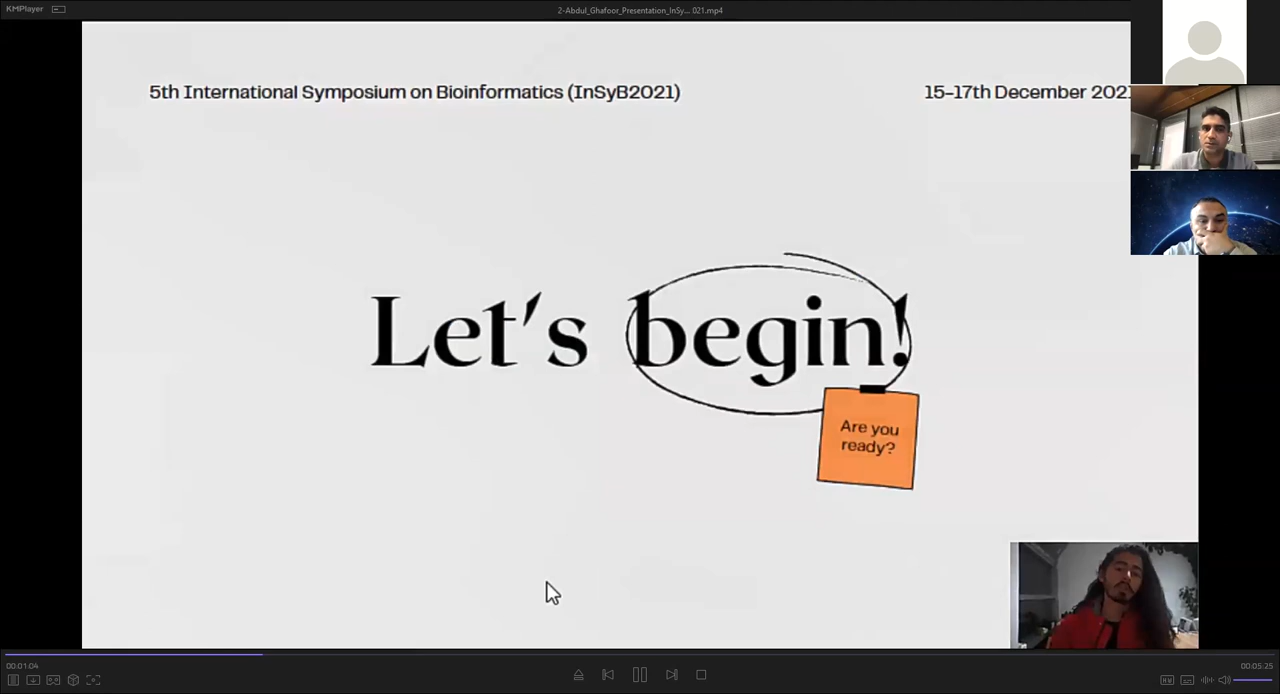 KMPlayer
2-Abdul_Ghafoor_Presentation_InSy... 021.mp4
5th International Symposium on Bioinformatics (InSyB2021)
15-17th December 2021
Let's begin!
Are you
ready?
00:01:04
00:05:25